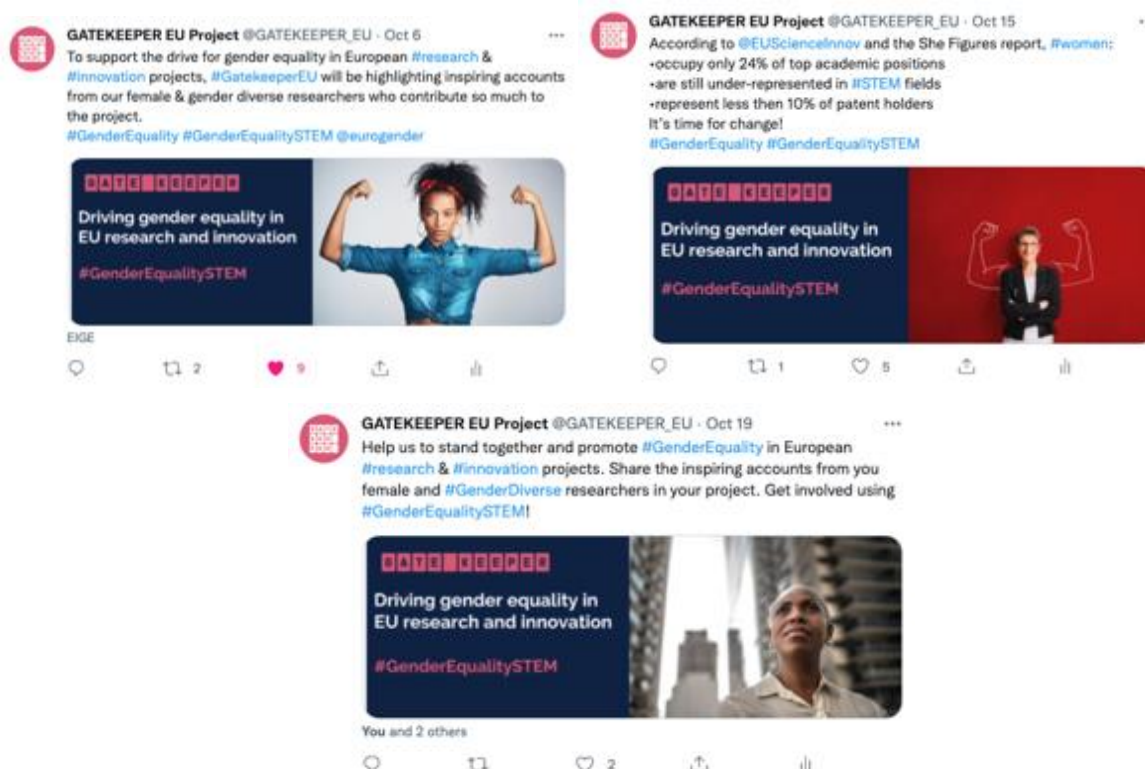 GATEKEEPER EU Project @GATEKEEPER_EU · Oct 6
To support the drive for gender equality in European #research &
#innovation projects, #GatekeeperEU will be highlighting inspiring accounts
from our female & gender diverse researchers who contribute so much to
the project.
#GenderEquality #GenderEqualitySTEM @eurogender
GATE KEEPER
Driving gender equality in
EU research and innovation
#GenderEqualitySTEM
EIGE
2
9
GATEKEEPER EU Project @GATEKEEPER_EU · Oct 15
According to @EUScienceInnov and the She Figures report, #women:
•occupy only 24% of top academic positions
•are still under-represented in #STEM fields
•represent less then 10% of patent holders
It's time for change!
#GenderEquality #GenderEqualitySTEM
GATE KEEPER
Driving gender equality in
EU research and innovation
#GenderEqualitySTEM
1
5
GATEKEEPER EU Project @GATEKEEPER_EU · Oct 19
Help us to stand together and promote #GenderEquality in European
#research & #innovation projects. Share the inspiring accounts from you
female and #GenderDiverse researchers in your project. Get involved using
#GenderEqualitySTEM!
GATE KEEPER
Driving gender equality in
EU research and innovation
#GenderEqualitySTEM
You and 2 others
2